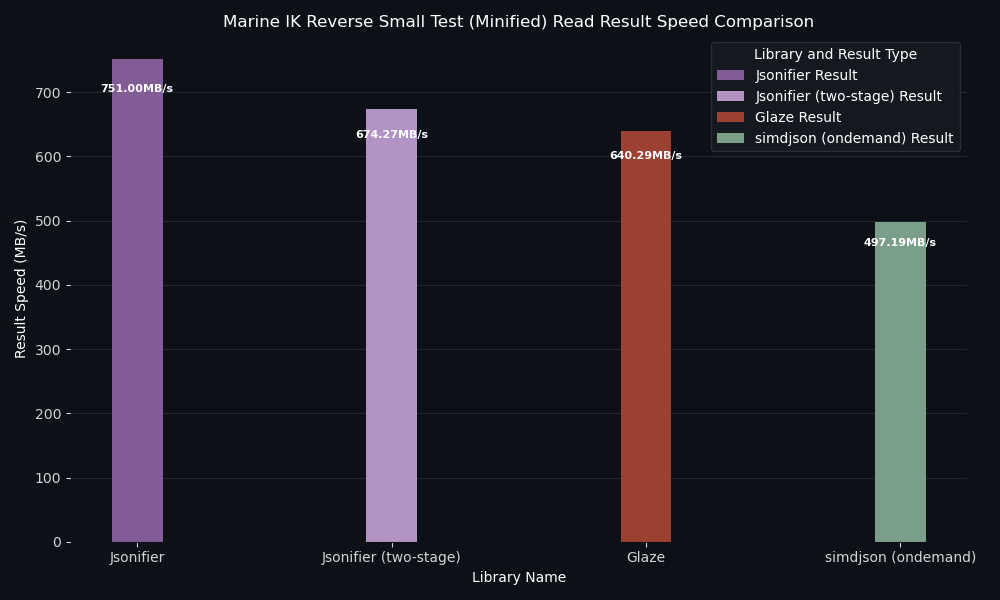 Marine IK Reverse Small Test (Minified) Read Result Speed Comparison
Library and Result Type
Jsonifier Result
Jsonifier (two-stage) Result
Glaze Result
simdjson (ondemand) Result
751.00MB/s
674.27MB/s
640.29MB/s
497.19MB/s
Result Speed (MB/s)
700
600
500
400
300
200
100
0
Jsonifier
Jsonifier (two-stage)
Glaze
simdjson (ondemand)
Library Name